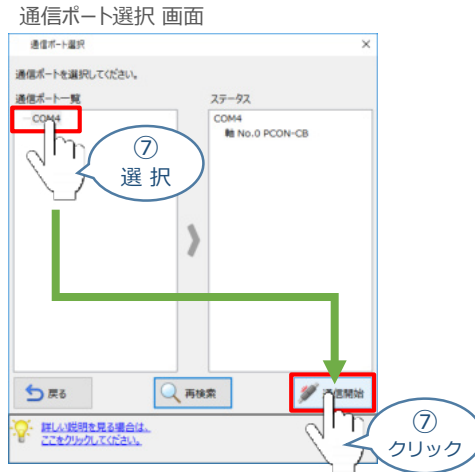 通信ポート選択 画面
通信ポート選択
×
通信ポートを選択してください。
通信ポート一覧
ステータス
COM4
COM4
軸 No.0 PCON-CB
⑦
選 択
戻る
再検索
通信開始
詳しい説明を見る場合は、
ここをクリックしてください。
⑦
クリック